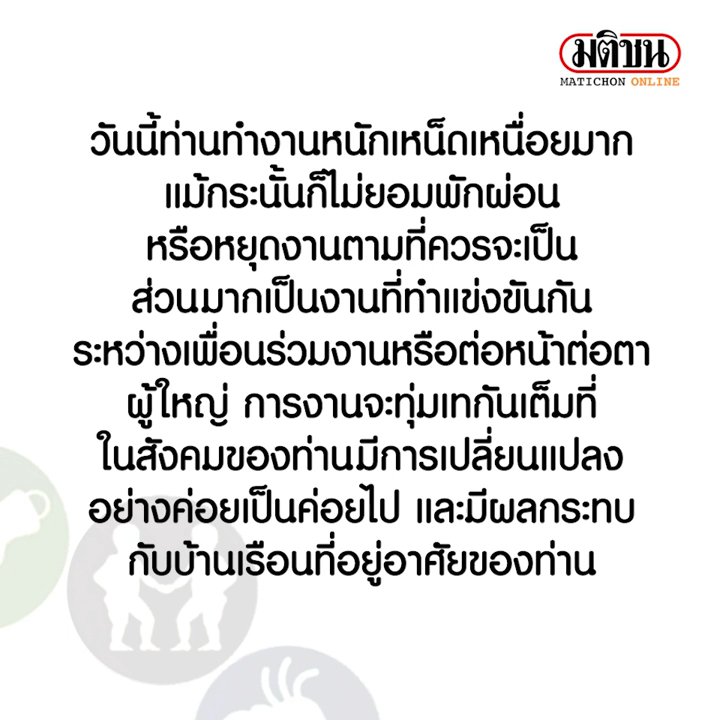 มติชน
MATICHON ONLINE
วันนี้ท่านทำงานหนักเหน็ดเหนื่อยมาก
แม้กระนั้นก็ไม่ยอมพักผ่อน
หรือหยุดงานตามที่ควรจะเป็น
ส่วนมากเป็นงานที่ทำแข่งขันกัน
ระหว่างเพื่อนร่วมงานหรือต่อหน้าต่อตา
ผู้ใหญ่ การงานจะทุ่มเทกันเต็มที่
ในสังคมของท่านมีการเปลี่ยนแปลง
อย่างค่อยเป็นค่อยไป และมีผลกระทบ
กับบ้านเรือนที่อยู่อาศัยของท่าน